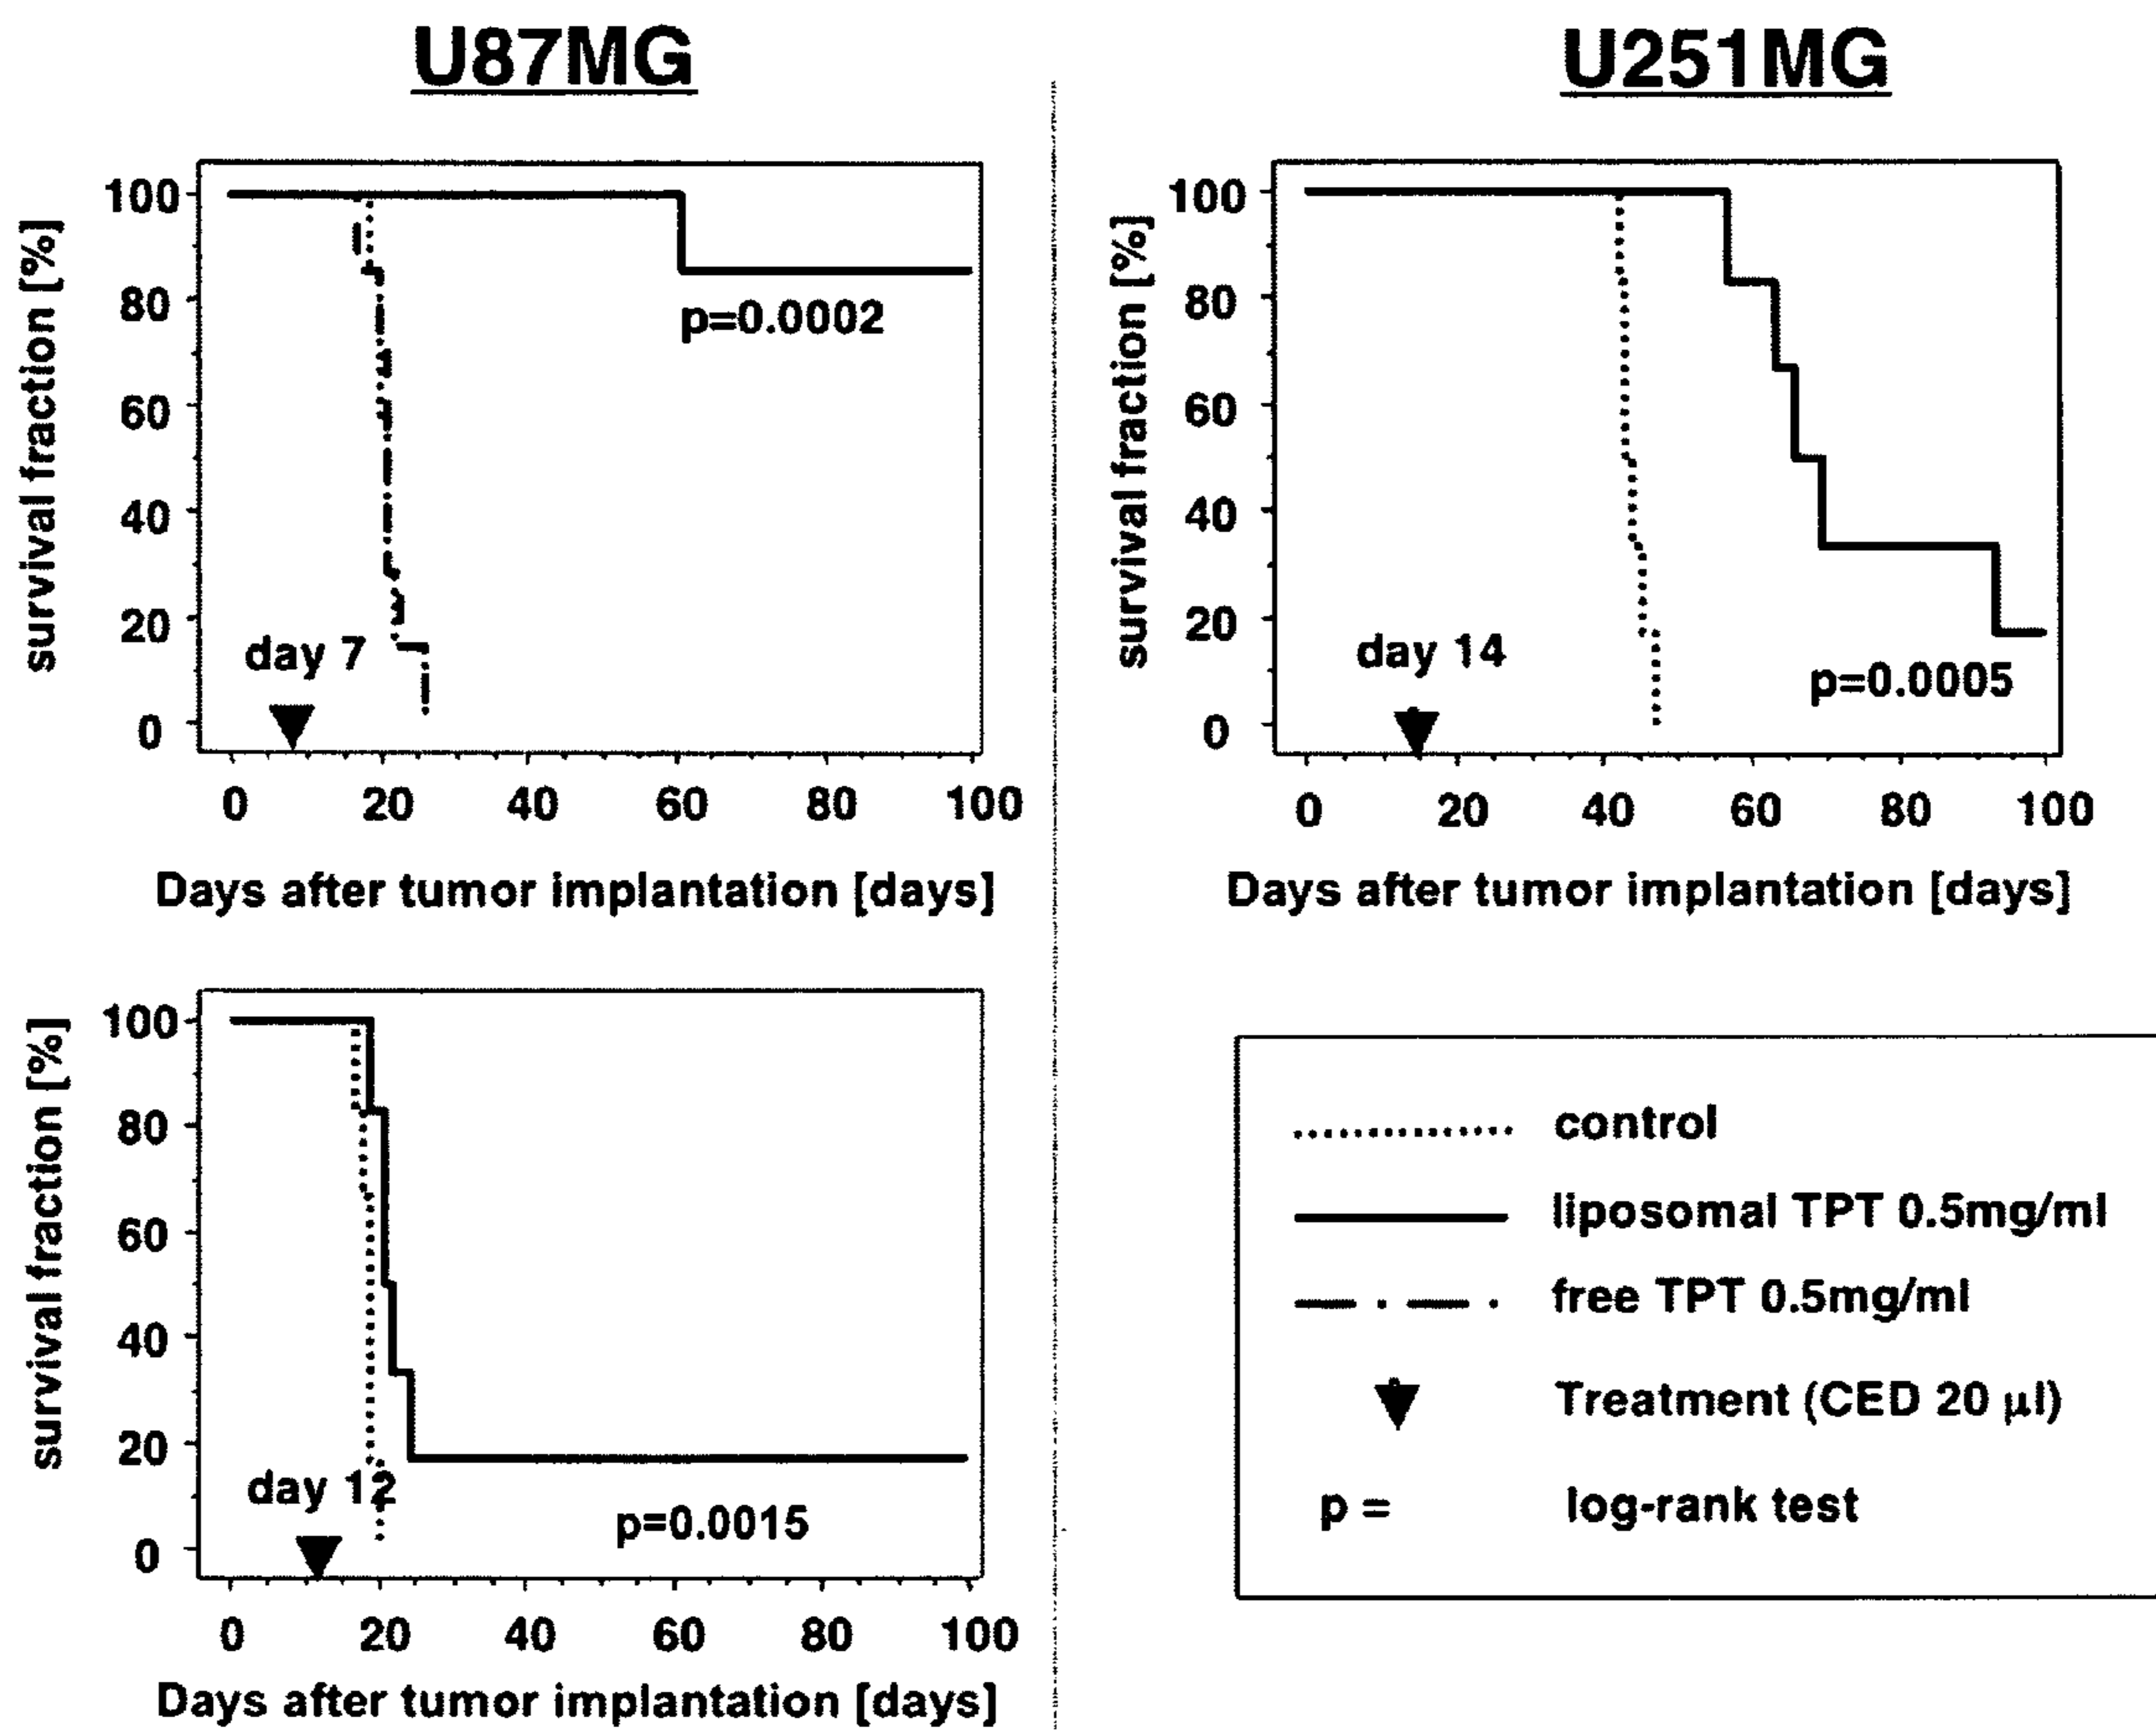 U87MG
survival fraction [%]
100
80
60
40
20
0
p=0.0002
day 7
0 20 40 60 80 100
Days after tumor implantation [days]
survival fraction [%]
100
80
60
40
20
0
day 12
p=0.0015
0 20 40 60 80 100
Days after tumor implantation [days]
U251MG
survival fraction [%]
100
80
60
40
20
0
day 14
p=0.0005
0 20 40 60 80 100
Days after tumor implantation [days]
control
liposomal TPT 0.5mg/ml
free TPT 0.5mg/ml
Treatment (CED 20 μl)
p = log-rank test